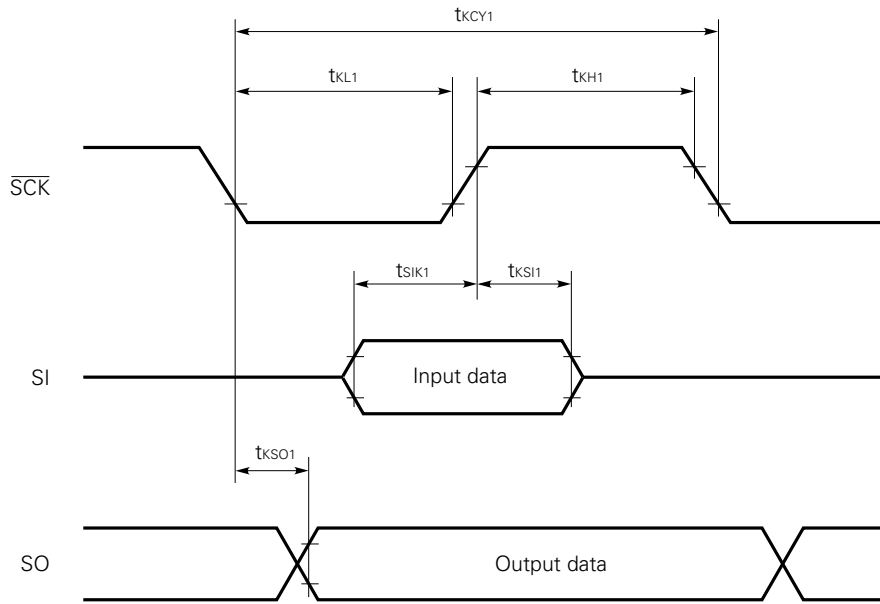 tKCY1
tKL1
tKH1
SCK
tSIK1
tKSI1
SI
Input data
tKSO1
SO
Output data